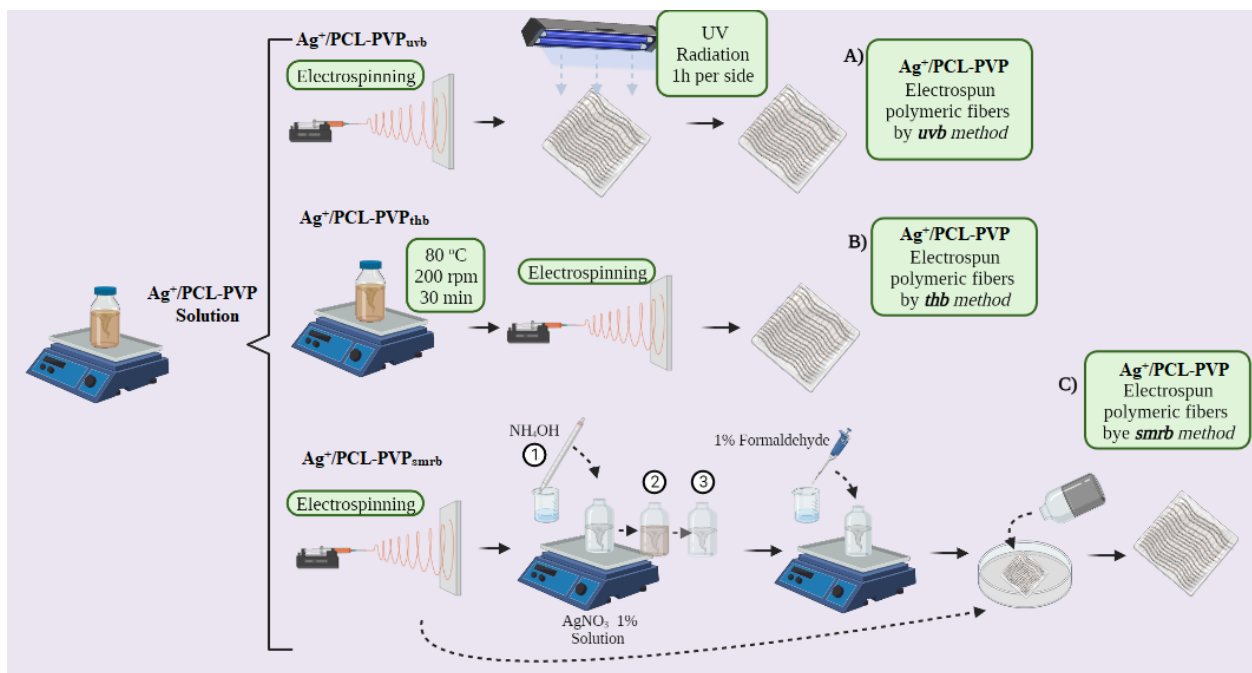 Ag⁺/PCL-PVP
Solution
Ag⁺/PCL-PVPuvb
Electrospinning
UV
Radiation
1h per side
A)
Ag⁺/PCL-PVP
Electrospun
polymeric fibers
by uvb method
Ag⁺/PCL-PVPthb
80 °C
200 rpm
30 min
Electrospinning
B)
Ag⁺/PCL-PVP
Electrospun
polymeric fibers
by thb method
Ag⁺/PCL-PVPsmrb
Electrospinning
NH₄OH
1
2
3
AgNO₃ 1%
Solution
1% Formaldehyde
C)
Ag⁺/PCL-PVP
Electrospun
polymeric fibers
bye smrb method